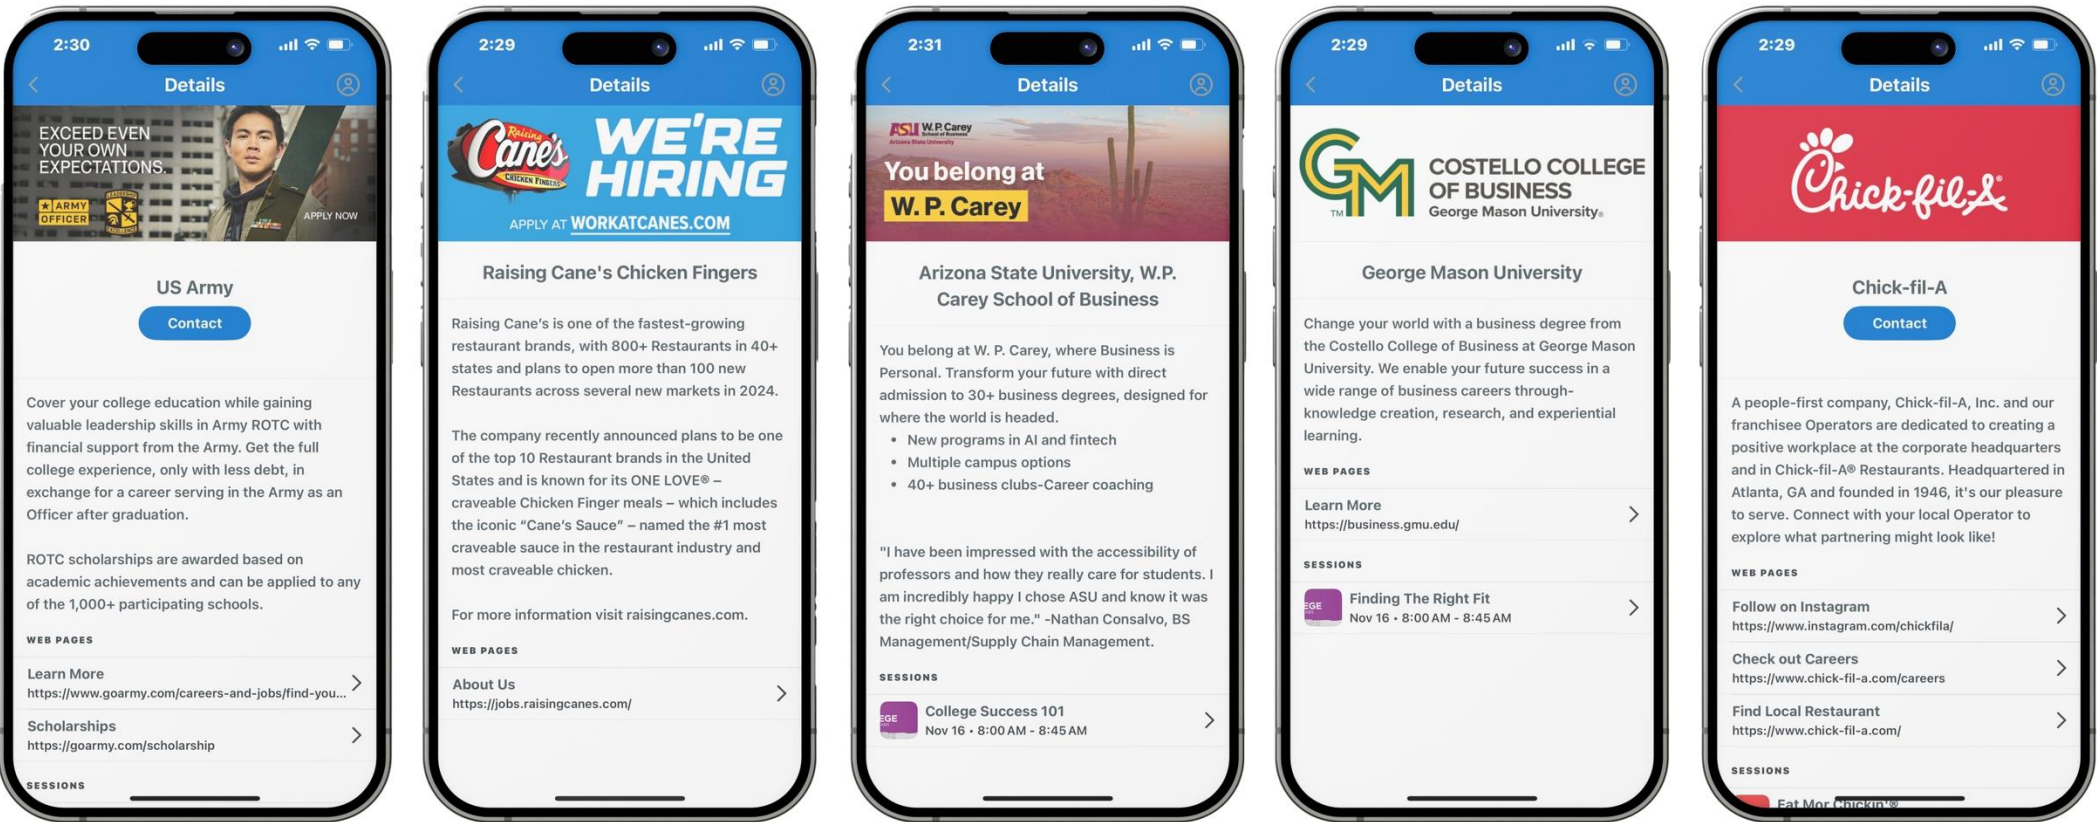 2:30
Details
EXCEED EVEN
YOUR OWN
EXPECTATIONS.
★ ARMY
OFFICER
LEADERSHIP
EXCELLENCE
APPLY NOW
US Army
Contact
Cover your college education while gaining
valuable leadership skills in Army ROTC with
financial support from the Army. Get the full
college experience, only with less debt, in
exchange for a career serving in the Army as an
Officer after graduation.
ROTC scholarships are awarded based on
academic achievements and can be applied to any
of the 1,000+ participating schools.
WEB PAGES
Learn More
https://www.goarmy.com/careers-and-jobs/find-you...
Scholarships
https://goarmy.com/scholarship
SESSIONS
2:29
Details
Raising
Cane's
CHICKEN FINGERS
WE'RE
HIRING
APPLY AT WORKATCANES.COM
Raising Cane's Chicken Fingers
Raising Cane's is one of the fastest-growing
restaurant brands, with 800+ Restaurants in 40+
states and plans to open more than 100 new
Restaurants across several new markets in 2024.
The company recently announced plans to be one
of the top 10 Restaurant brands in the United
States and is known for its ONE LOVE® –
craveable Chicken Finger meals – which includes
the iconic “Cane’s Sauce” – named the #1 most
craveable sauce in the restaurant industry and
most craveable chicken.
For more information visit raisingcanes.com.
WEB PAGES
About Us
https://jobs.raisingcanes.com/
2:31
Details
ASU W. P. Carey
School of Business
Arizona State University
You belong at
W. P. Carey
Arizona State University, W.P.
Carey School of Business
You belong at W. P. Carey, where Business is
Personal. Transform your future with direct
admission to 30+ business degrees, designed for
where the world is headed.
• New programs in AI and fintech
• Multiple campus options
• 40+ business clubs-Career coaching
"I have been impressed with the accessibility of
professors and how they really care for students. I
am incredibly happy I chose ASU and know it was
the right choice for me." -Nathan Consalvo, BS
Management/Supply Chain Management.
SESSIONS
EGE
College Success 101
Nov 16 • 8:00 AM - 8:45 AM
2:29
Details
GM
TM
COSTELLO COLLEGE
OF BUSINESS
George Mason University®
George Mason University
Change your world with a business degree from
the Costello College of Business at George Mason
University. We enable your future success in a
wide range of business careers through-
knowledge creation, research, and experiential
learning.
WEB PAGES
Learn More
https://business.gmu.edu/
SESSIONS
EGE
Finding The Right Fit
Nov 16 • 8:00 AM - 8:45 AM
2:29
Details
Chick-fil-A®
Chick-fil-A
Contact
A people-first company, Chick-fil-A, Inc. and our
franchisee Operators are dedicated to creating a
positive workplace at the corporate headquarters
and in Chick-fil-A® Restaurants. Headquartered in
Atlanta, GA and founded in 1946, it's our pleasure
to serve. Connect with your local Operator to
explore what partnering might look like!
WEB PAGES
Follow on Instagram
https://www.instagram.com/chickfila/
Check out Careers
https://www.chick-fil-a.com/careers
Find Local Restaurant
https://www.chick-fil-a.com/
SESSIONS
Eat Mor Chickin'®